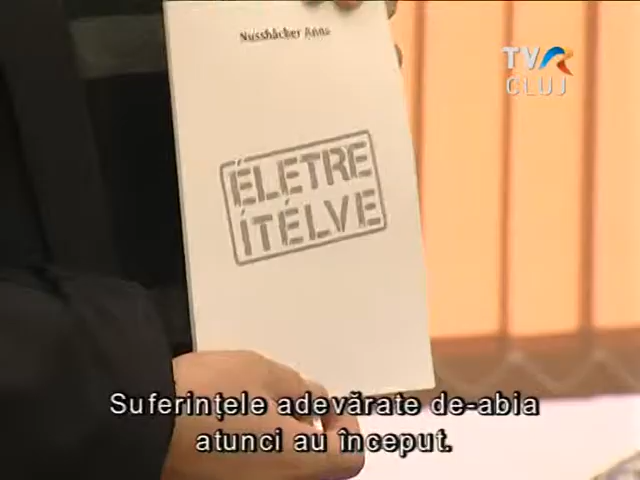 Nusshäcker Anna
TVR
CLUJ
ÉLETRE
ÍTÉLVE
Suferințele adevărate de-abia
atunci au început.